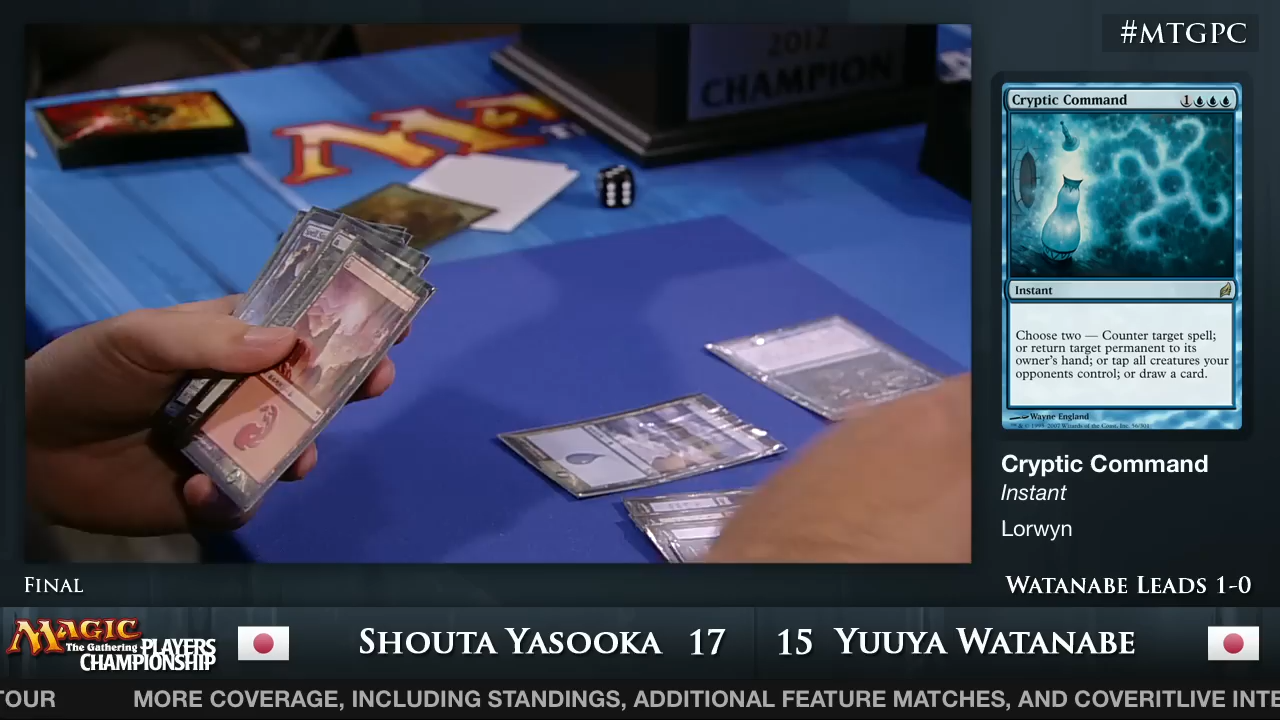 #MTGPC
2012
CHAMPION
Cryptic Command 1
Instant
Choose two — Counter target spell;
or return target permanent to its
owner's hand; or tap all creatures your
opponents control; or draw a card.
Wayne England
Cryptic Command
Instant
Lorwyn
FINAL
WATANABE LEADS 1-0
MAGIC
The Gathering
PLAYERS
CHAMPIONSHIP
SHOUTA YASOOKA 17
15 YUUYA WATANABE
TOUR MORE COVERAGE, INCLUDING STANDINGS, ADDITIONAL FEATURE MATCHES, AND COVERITLIVE INTE